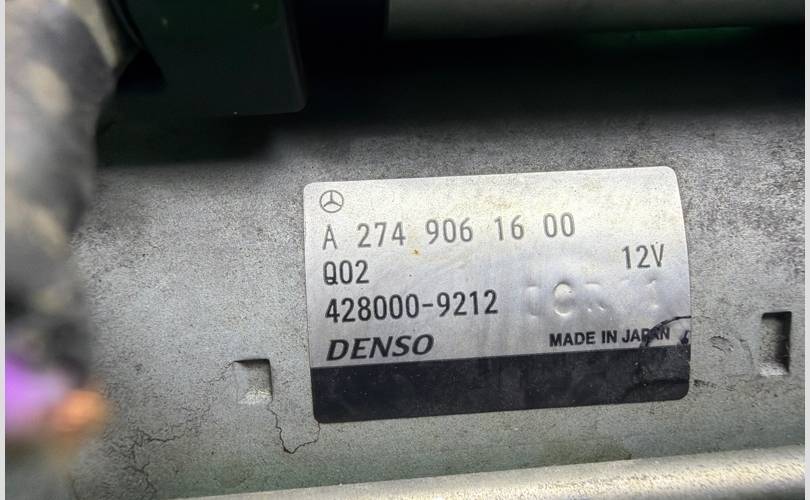 A 274 906 16 00
Q02 12V
428000-9212
DENSO MADE IN JAPAN